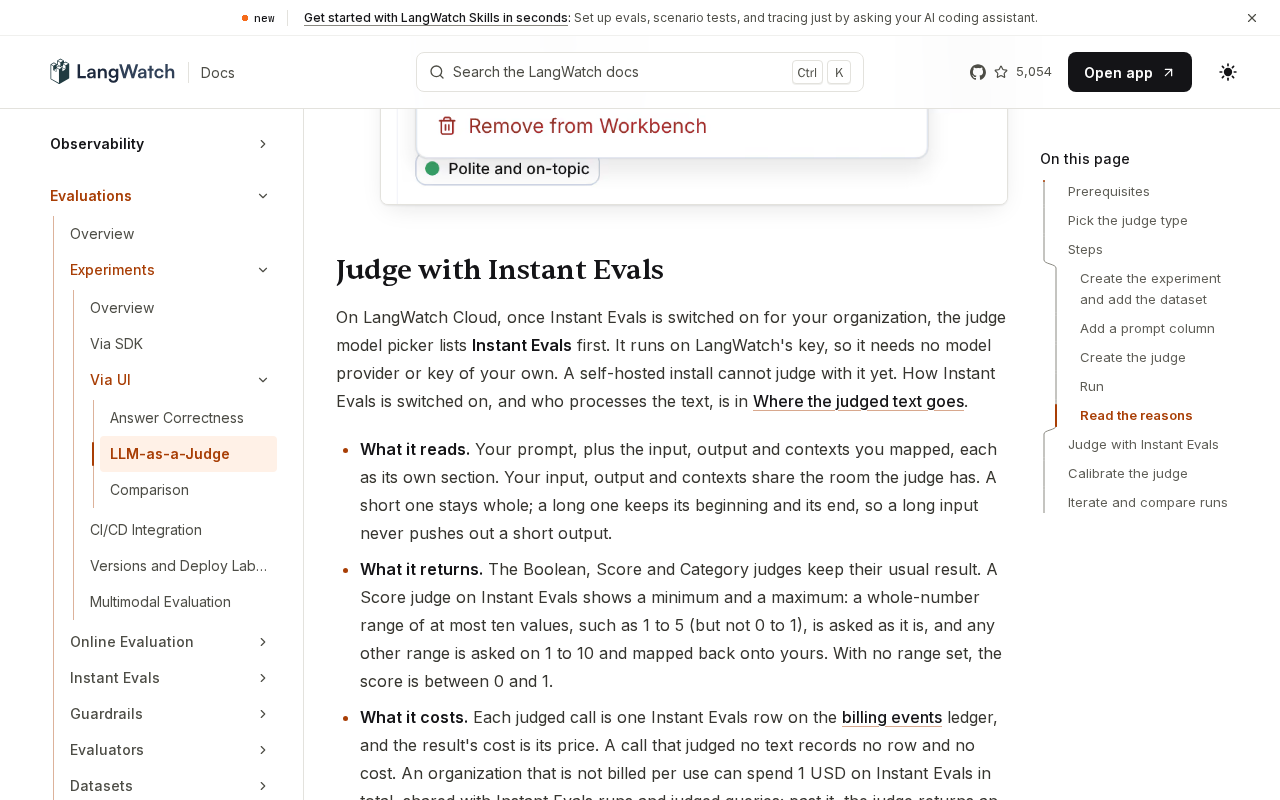 new
Get started with LangWatch Skills in seconds: Set up evals, scenario tests, and tracing just by asking your AI coding assistant.
LangWatch
Docs
Search the LangWatch docs
Ctrl K
5,054
Open app
Observability
Evaluations
Overview
Experiments
Overview
Via SDK
Via UI
Answer Correctness
LLM-as-a-Judge
Comparison
CI/CD Integration
Versions and Deploy Lab...
Multimodal Evaluation
Online Evaluation
Instant Evals
Guardrails
Evaluators
Datasets
Remove from Workbench
Polite and on-topic
Judge with Instant Evals
On LangWatch Cloud, once Instant Evals is switched on for your organization, the judge
model picker lists Instant Evals first. It runs on LangWatch's key, so it needs no model
provider or key of your own. A self-hosted install cannot judge with it yet. How Instant
Evals is switched on, and who processes the text, is in Where the judged text goes.
What it reads. Your prompt, plus the input, output and contexts you mapped, each
as its own section. Your input, output and contexts share the room the judge has. A
short one stays whole; a long one keeps its beginning and its end, so a long input
never pushes out a short output.
What it returns. The Boolean, Score and Category judges keep their usual result. A
Score judge on Instant Evals shows a minimum and a maximum: a whole-number
range of at most ten values, such as 1 to 5 (but not 0 to 1), is asked as it is, and any
other range is asked on 1 to 10 and mapped back onto yours. With no range set, the
score is between 0 and 1.
What it costs. Each judged call is one Instant Evals row on the billing events ledger,
and the result's cost is its price. A call that judged no text records no row and no
cost. An organization that is not billed per use can spend 1 USD on Instant Evals in
total, shared with Instant Evals runs and judged queries; past it, the judge returns an
On this page
Prerequisites
Pick the judge type
Steps
Create the experiment
and add the dataset
Add a prompt column
Create the judge
Run
Read the reasons
Judge with Instant Evals
Calibrate the judge
Iterate and compare runs